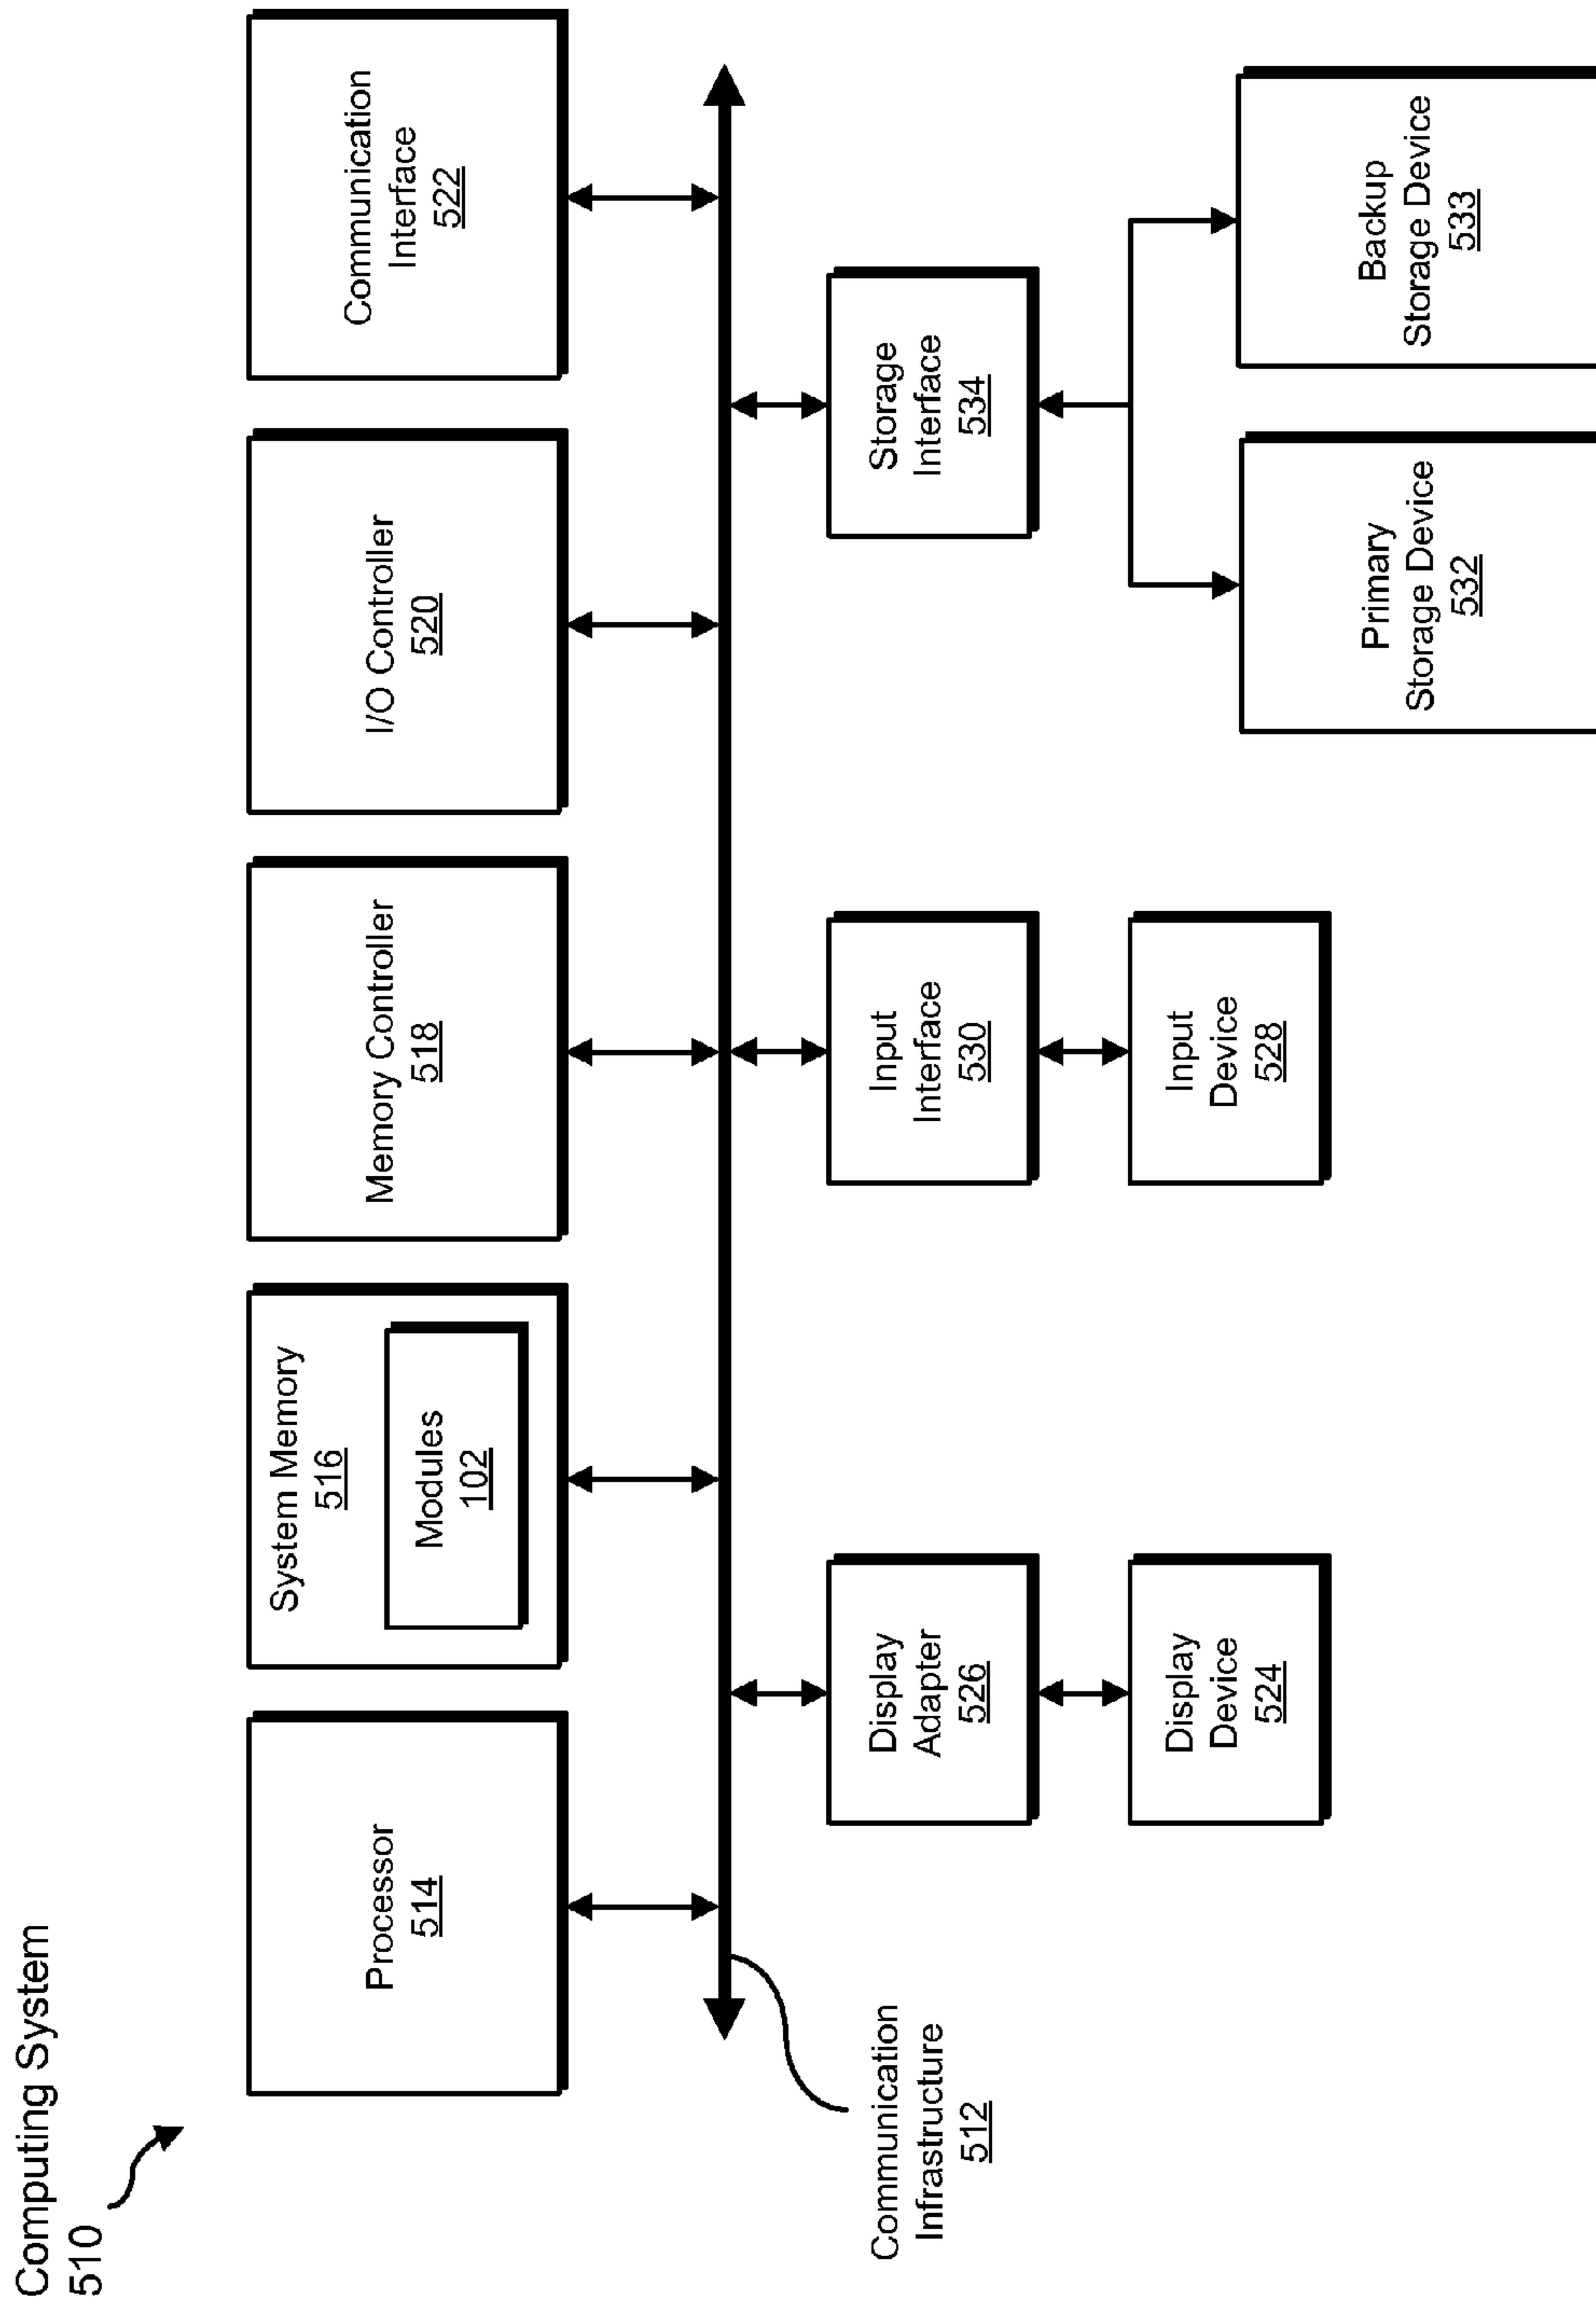 Computing System
510
Processor
514
System Memory
516
Modules
102
Memory Controller
518
I/O Controller
520
Communication
Interface
522
Communication
Infrastructure
512
Display
Adapter
526
Input
Interface
530
Storage
Interface
534
Display
Device
524
Input
Device
528
Primary
Storage Device
532
Backup
Storage Device
533